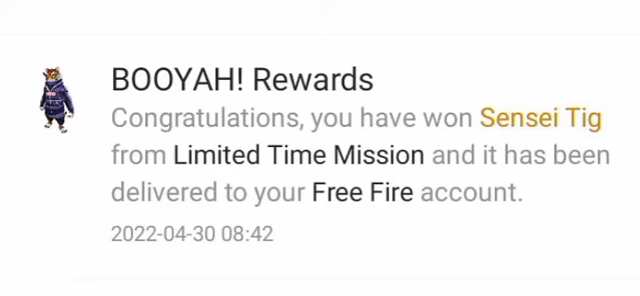 BOOYAH! Rewards
Congratulations, you have won Sensei Tig
from Limited Time Mission and it has been
delivered to your Free Fire account.
2022-04-30 08:42